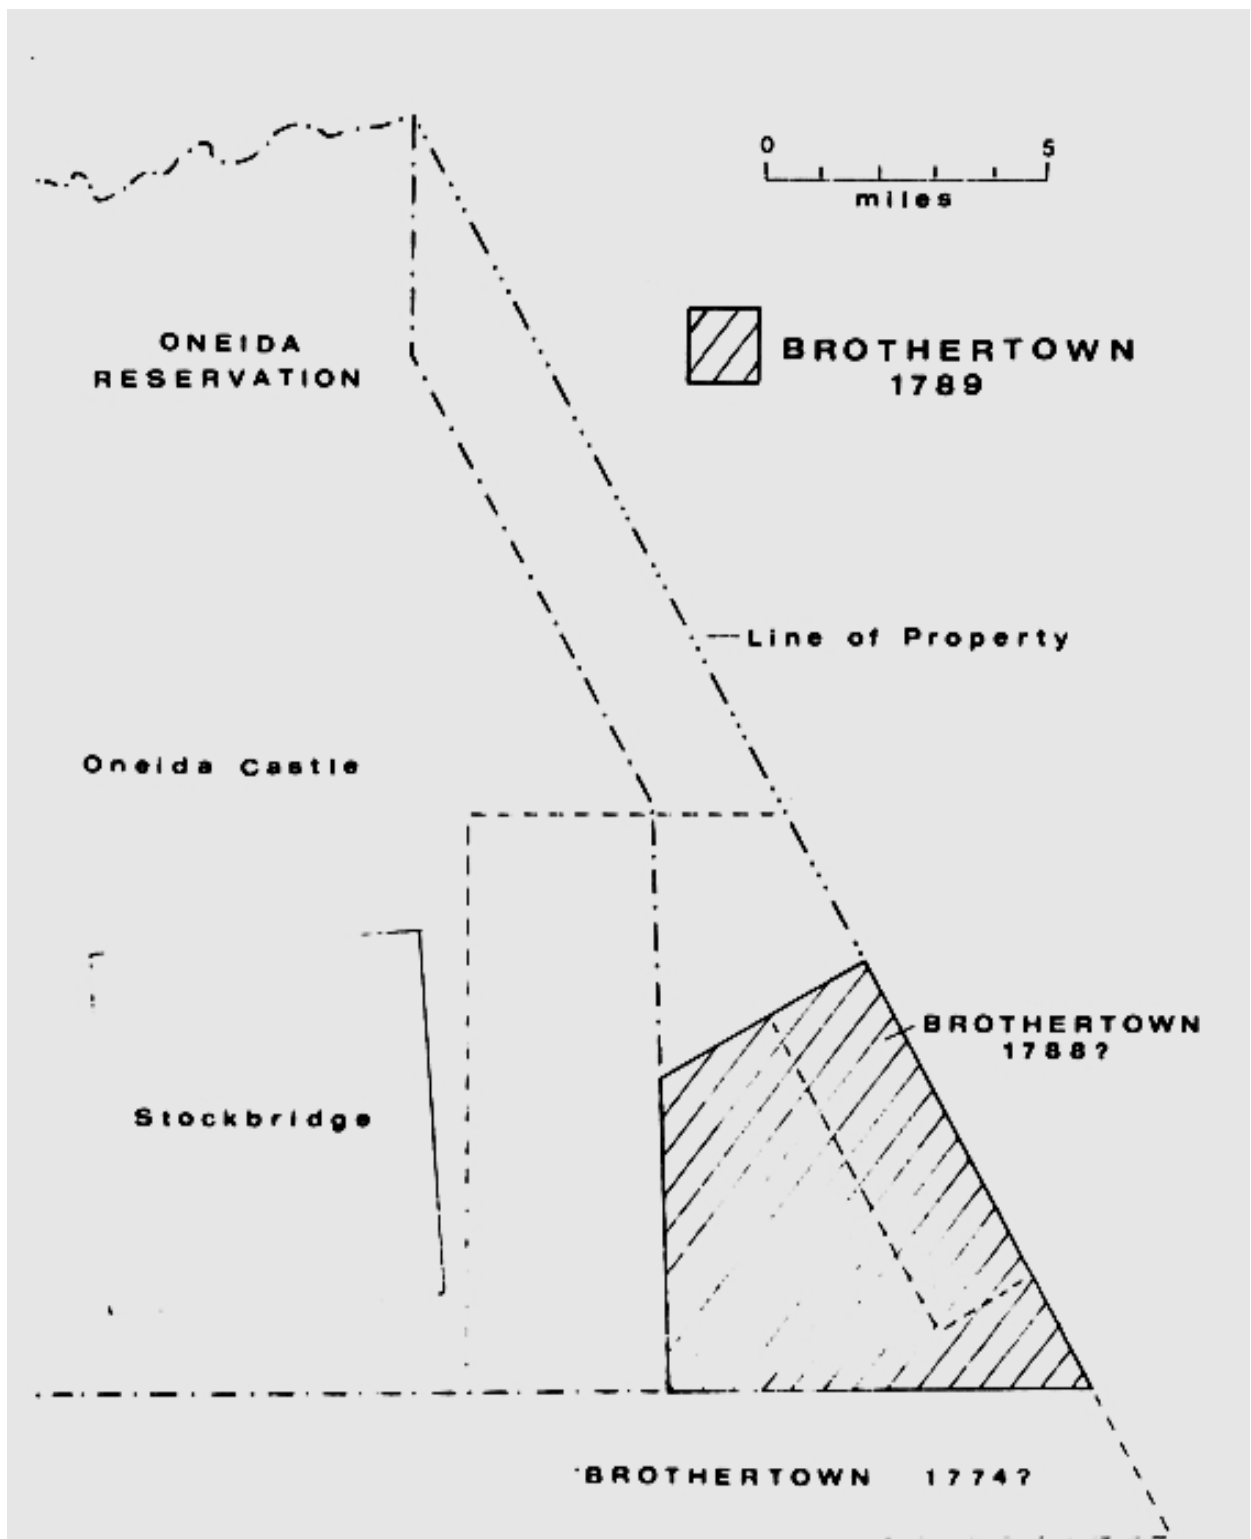 0 5
miles
ONEIDA
RESERVATION
BROTHERTOWN
1789
Line of Property
Oneida Castle
BROTHERTOWN
1788?
Stockbridge
BROTHERTOWN 1774?